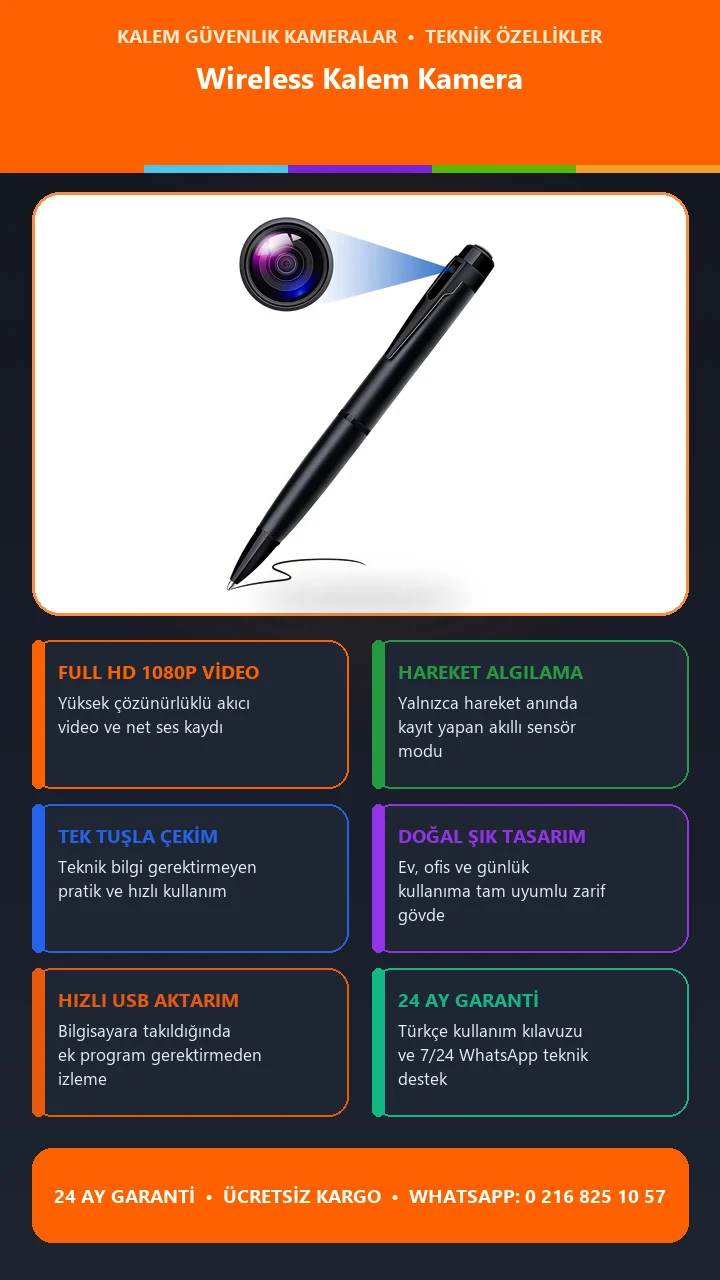 KALEM GÜVENLIK KAMERALAR • TEKNİK ÖZELLİKLER
Wireless Kalem Kamera
FULL HD 1080P VİDEO
Yüksek çözünürlüklü akıcı
video ve net ses kaydı
HAREKET ALGILAMA
Yalnızca hareket anında
kayıt yapan akıllı sensör
modu
TEK TUŞLA ÇEKİM
Teknik bilgi gerektirmeyen
pratik ve hızlı kullanım
DOĞAL ŞIK TASARIM
Ev, ofis ve günlük
kullanıma tam uyumlu zarif
gövde
HIZLI USB AKTARIM
Bilgisayara takıldığında
ek program gerektirmeden
izleme
24 AY GARANTİ
Türkçe kullanım kılavuzu
ve 7/24 WhatsApp teknik
destek
24 AY GARANTİ • ÜCRETSİZ KARGO • WHATSAPP: 0 216 825 10 57